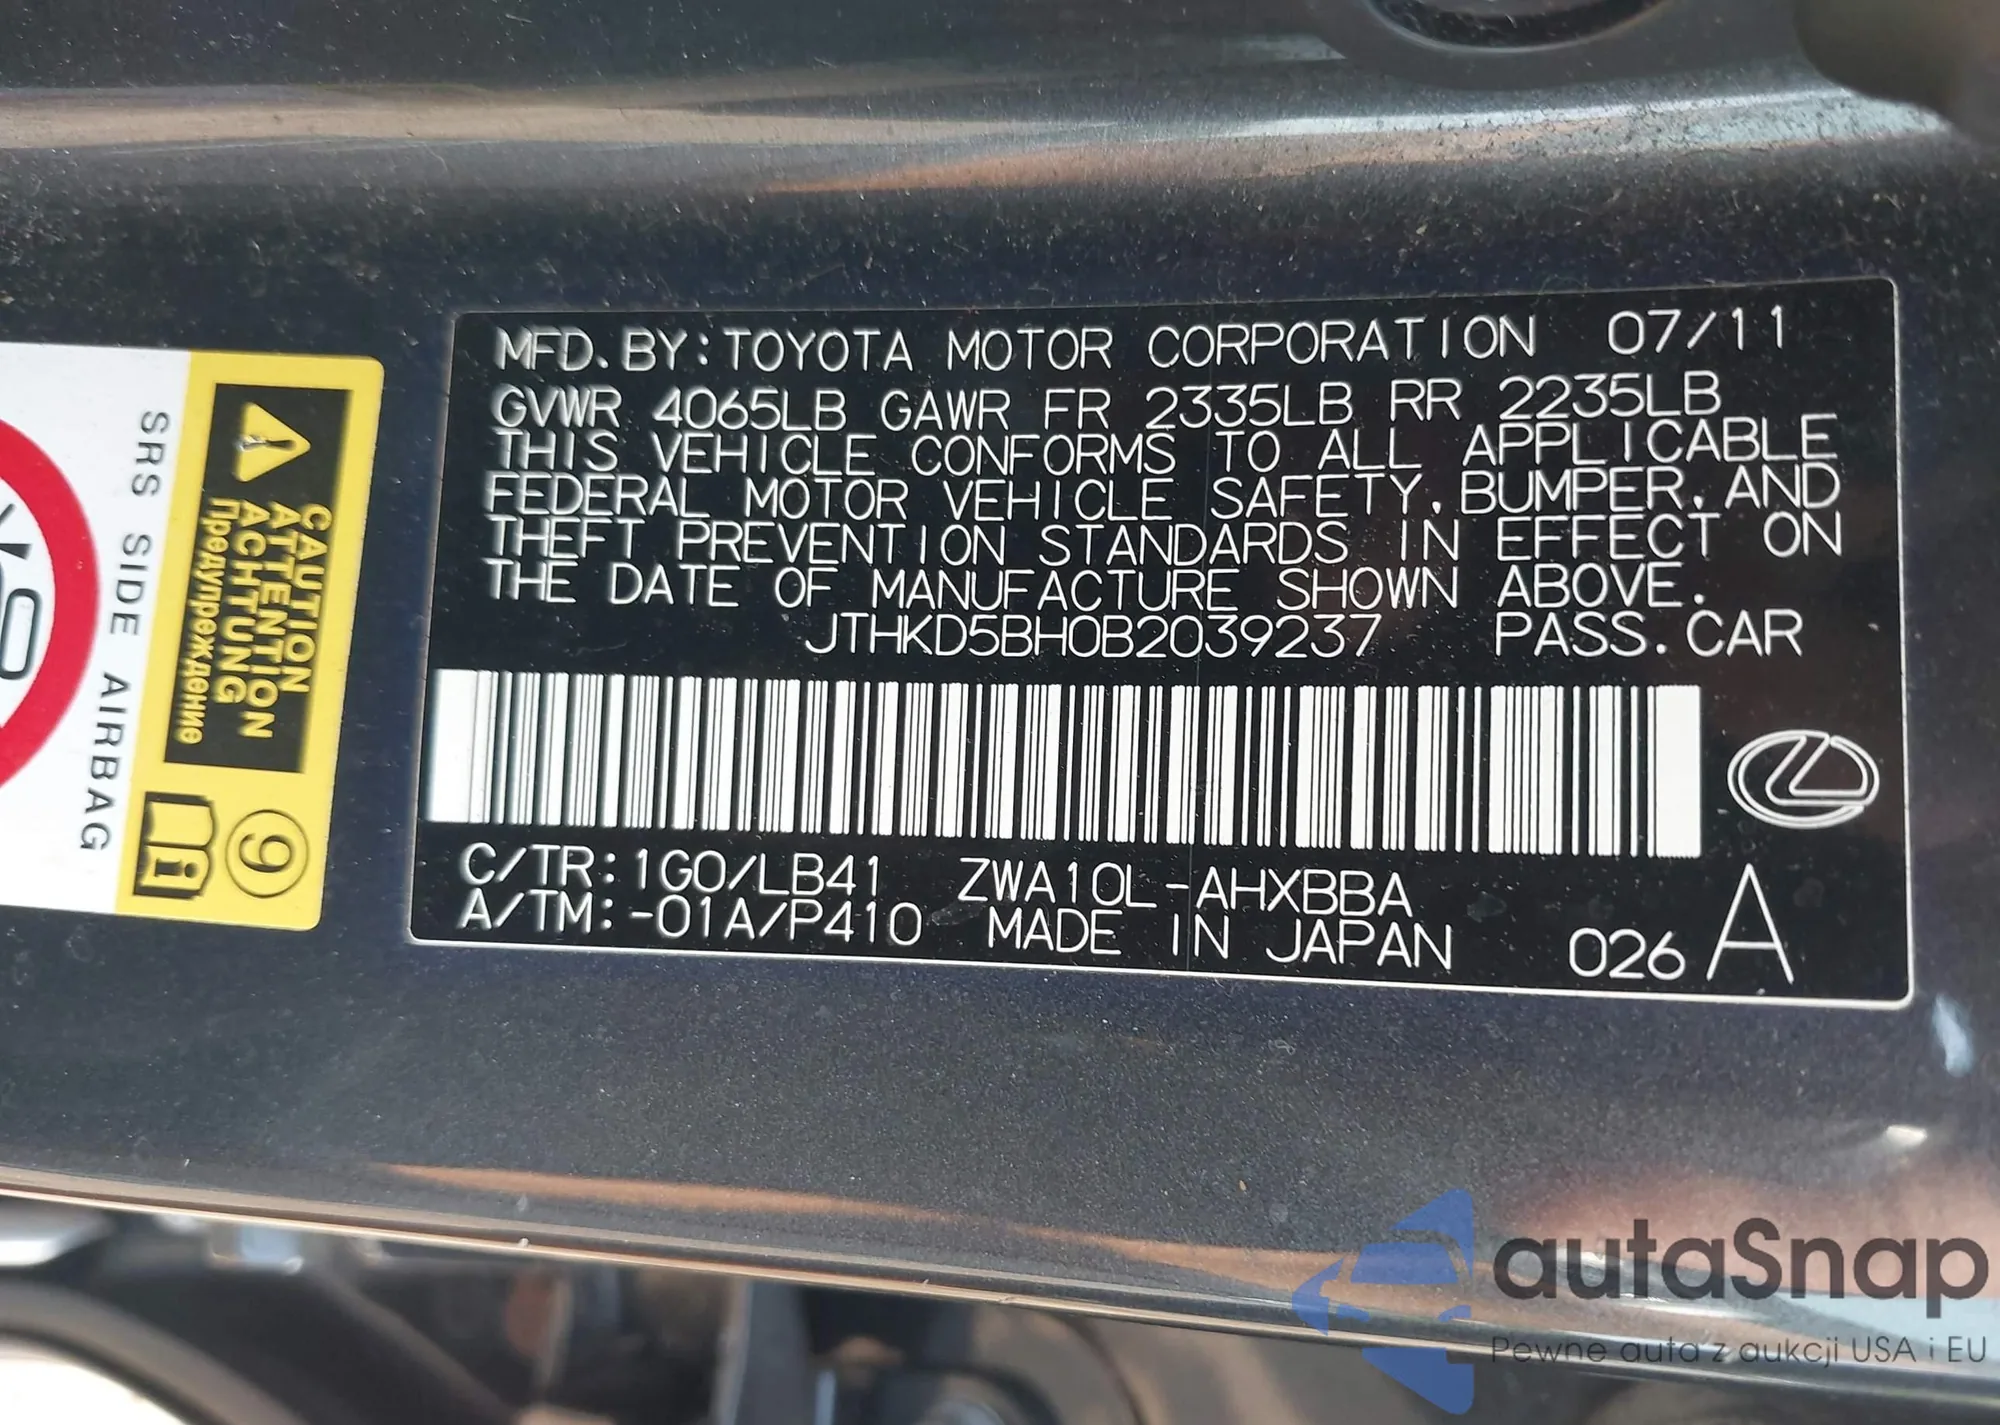 MFD.BY:TOYOTA MOTOR CORPORATION 07/11
GVWR 4065LB GAWR FR 2335LB RR 2235LB
THIS VEHICLE CONFORMS TO ALL APPLICABLE
FEDERAL MOTOR VEHICLE SAFETY, BUMPER, AND
THEFT PREVENTION STANDARDS IN EFFECT ON
THE DATE OF MANUFACTURE SHOWN ABOVE.
JTHKD5BH0B2039237 PASS.CAR
C/TR:1G0/LB41 ZWA10L-AHXBBA
A/TM:-01A/P410 MADE IN JAPAN 026 A
SRS SIDE AIRBAG
CAUTION
ATTENTION
ACHTUNG
Предупреждение
9
autaSnap
Pewne auta z aukcji USA i EU